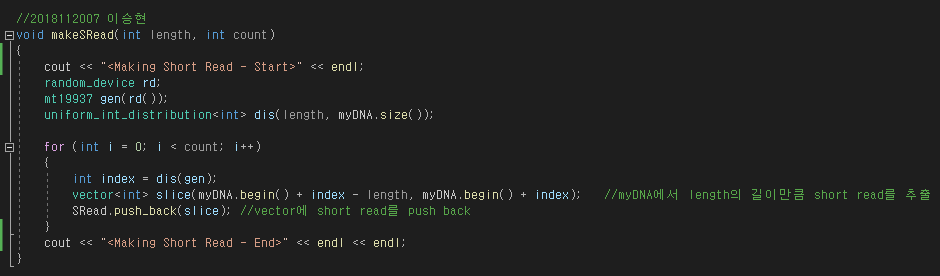 //2018112007 이승현
void makeSRead(int length, int count)
{
cout << "<Making Short Read - Start>" << endl;
random_device rd;
mt19937 gen(rd());
uniform_int_distribution<int> dis(length, myDNA.size());
for (int i = 0; i < count; i++)
{
int index = dis(gen);
vector<int> slice(myDNA.begin() + index - length, myDNA.begin() + index); //myDNA에서 length의 길이만큼 short read를 추출
SRead.push_back(slice); //vector에 short read를 push back
}
cout << "<Making Short Read - End>" << endl << endl;
}